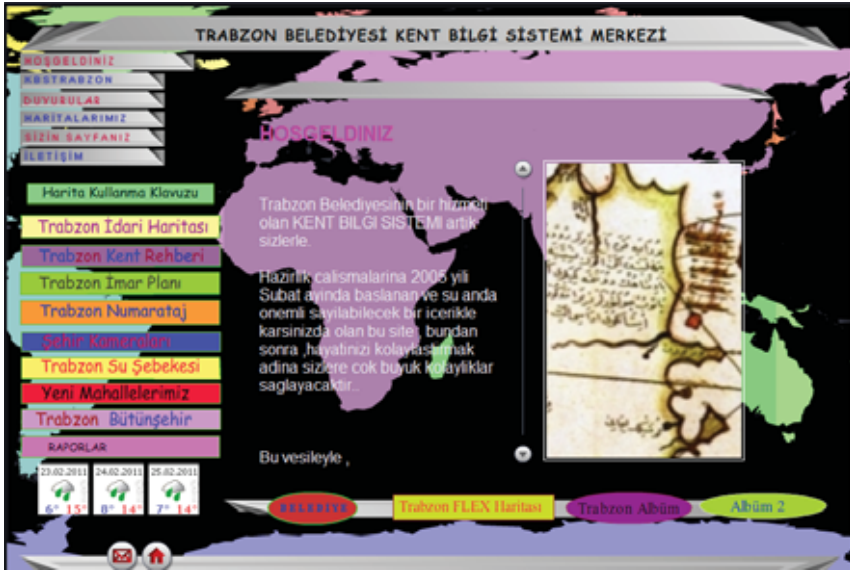 TRABZON BELEDİYESİ KENT BİLGİ SİSTEMİ MERKEZİ
HOŞGELDİNİZ
KBSTRABZON
DUYURULAR
HARİTALARIMIZ
SİZİN SAYFANIZ
İLETİŞİM
Harita Kullanma Klavuzu
Trabzon İdari Haritası
Trabzon Kent Rehberi
Trabzon İmar Planı
Trabzon Numarataj
Şehir Kamaraları
Trabzon Su Şebekesi
Yeni Mahallelerimiz
Trabzon Bütünşehir
RAPORLAR
23.02.2011 24.02.2011 25.02.2011
6° 15° 8° 14° 7° 14°
HOSGELDINIZ
Trabzon Belediyesinin bir hizmeti
olan KENT BILGI SISTEMI artik
sizlerle.
Hazirlik calismalarina 2005 yili
Subat ayinda baslanan ve su anda
onemli sayilabilecek bir icerikle
karsinizda olan bu site , bundan
sonra ,hayatinizi kolaylastirmak
adina sizlere cok buyuk kolayliklar
saglayacaktir..
Bu vesileyle ,
BELEDİYE
Trabzon FLEX Haritası
Trabzon Albüm
Albüm 2